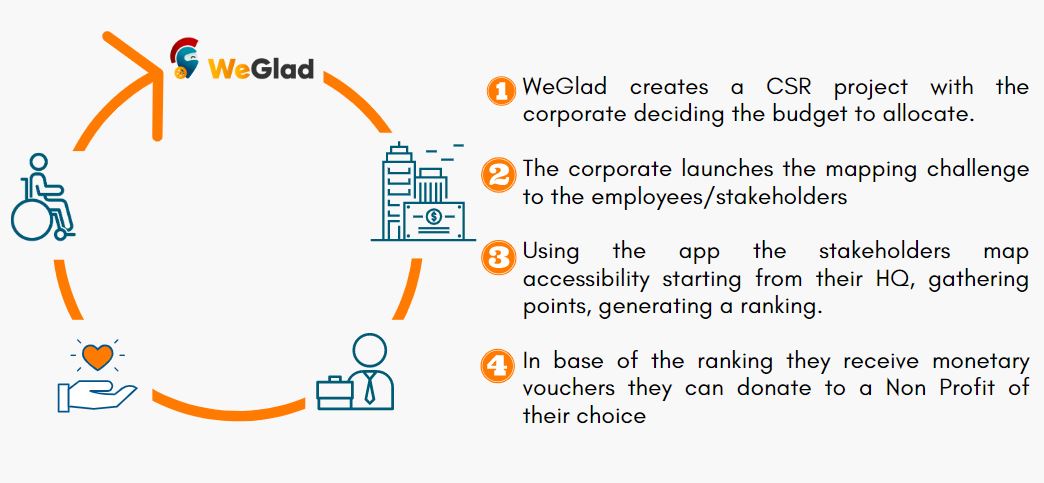 WeGlad
1 WeGlad creates a CSR project with the
corporate deciding the budget to allocate.
2 The corporate launches the mapping challenge
to the employees/stakeholders
3 Using the app the stakeholders map
accessibility starting from their HQ, gathering
points, generating a ranking.
4 In base of the ranking they receive monetary
vouchers they can donate to a Non Profit of
their choice
$